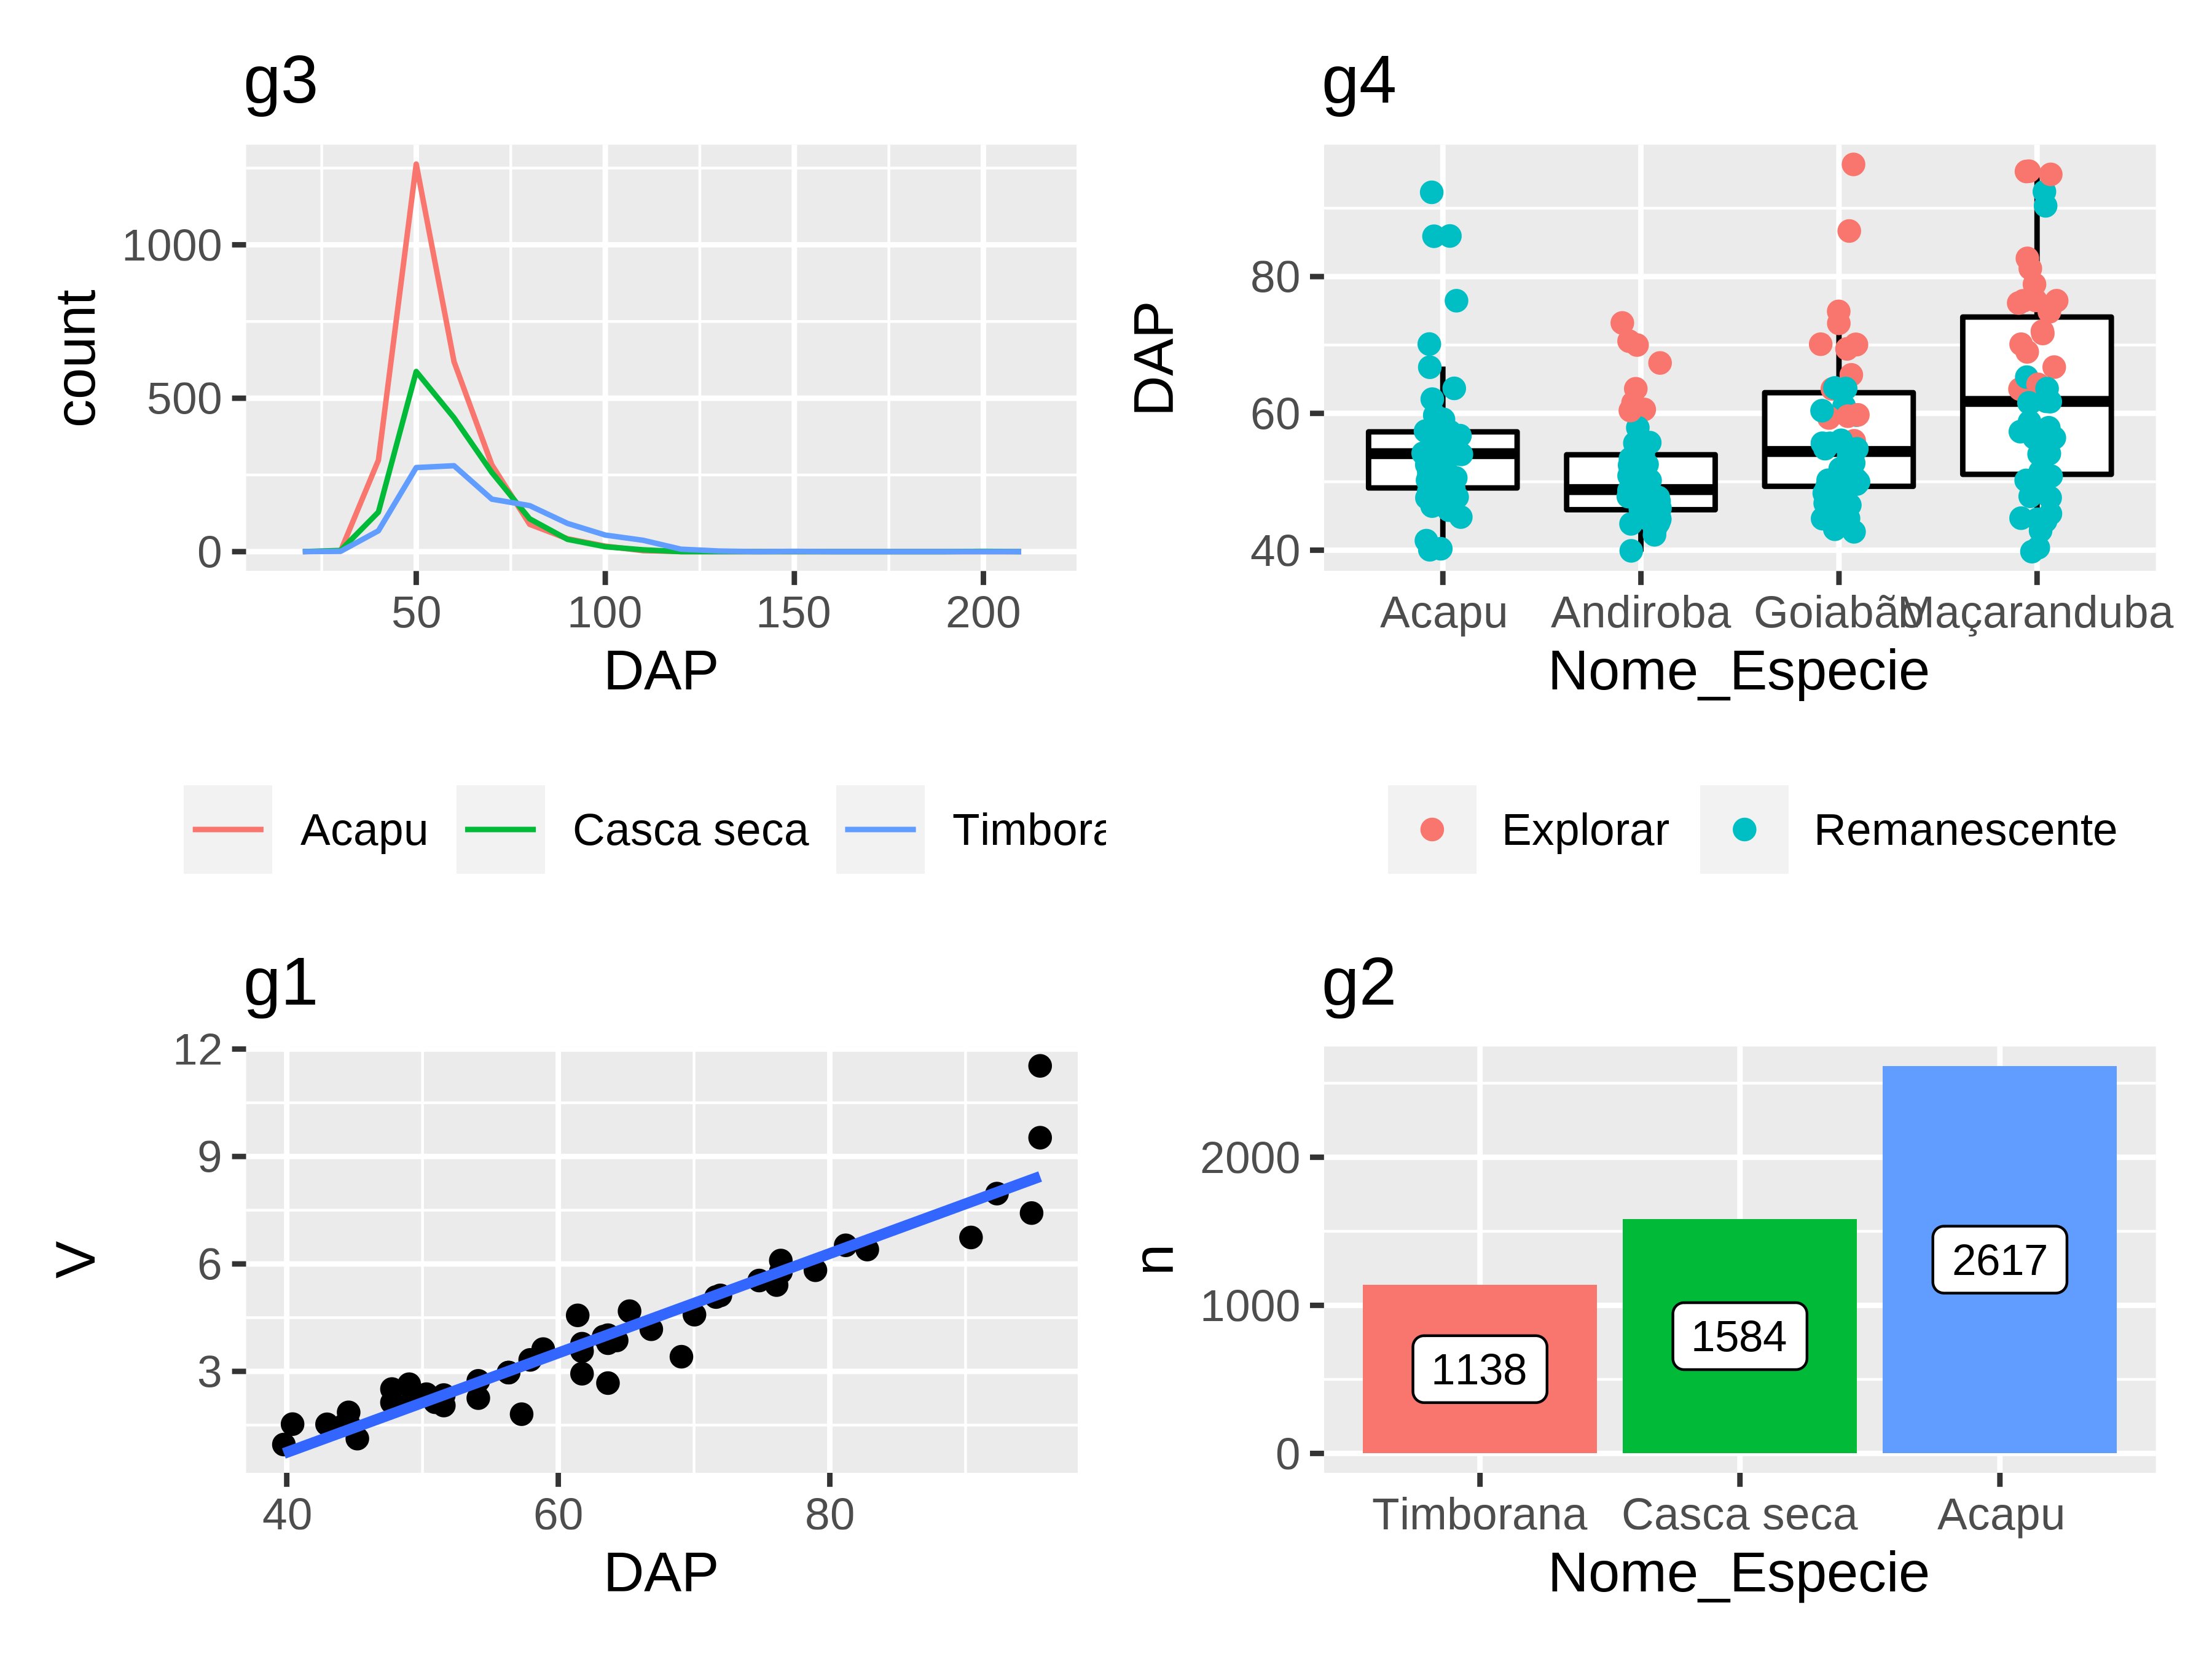 g3
count
1000
500
0
50 100 150 200
DAP
Acapu Casca seca Timbora
g4
DAP
80
60
40
Acapu Andiroba Goiabão Maçaranduba
Nome_Especie
Explorar Remanescente
g1
V
12
9
6
3
40 60 80
DAP
g2
n
2000
1000
0
1138 1584 2617
Timborana Casca seca Acapu
Nome_Especie